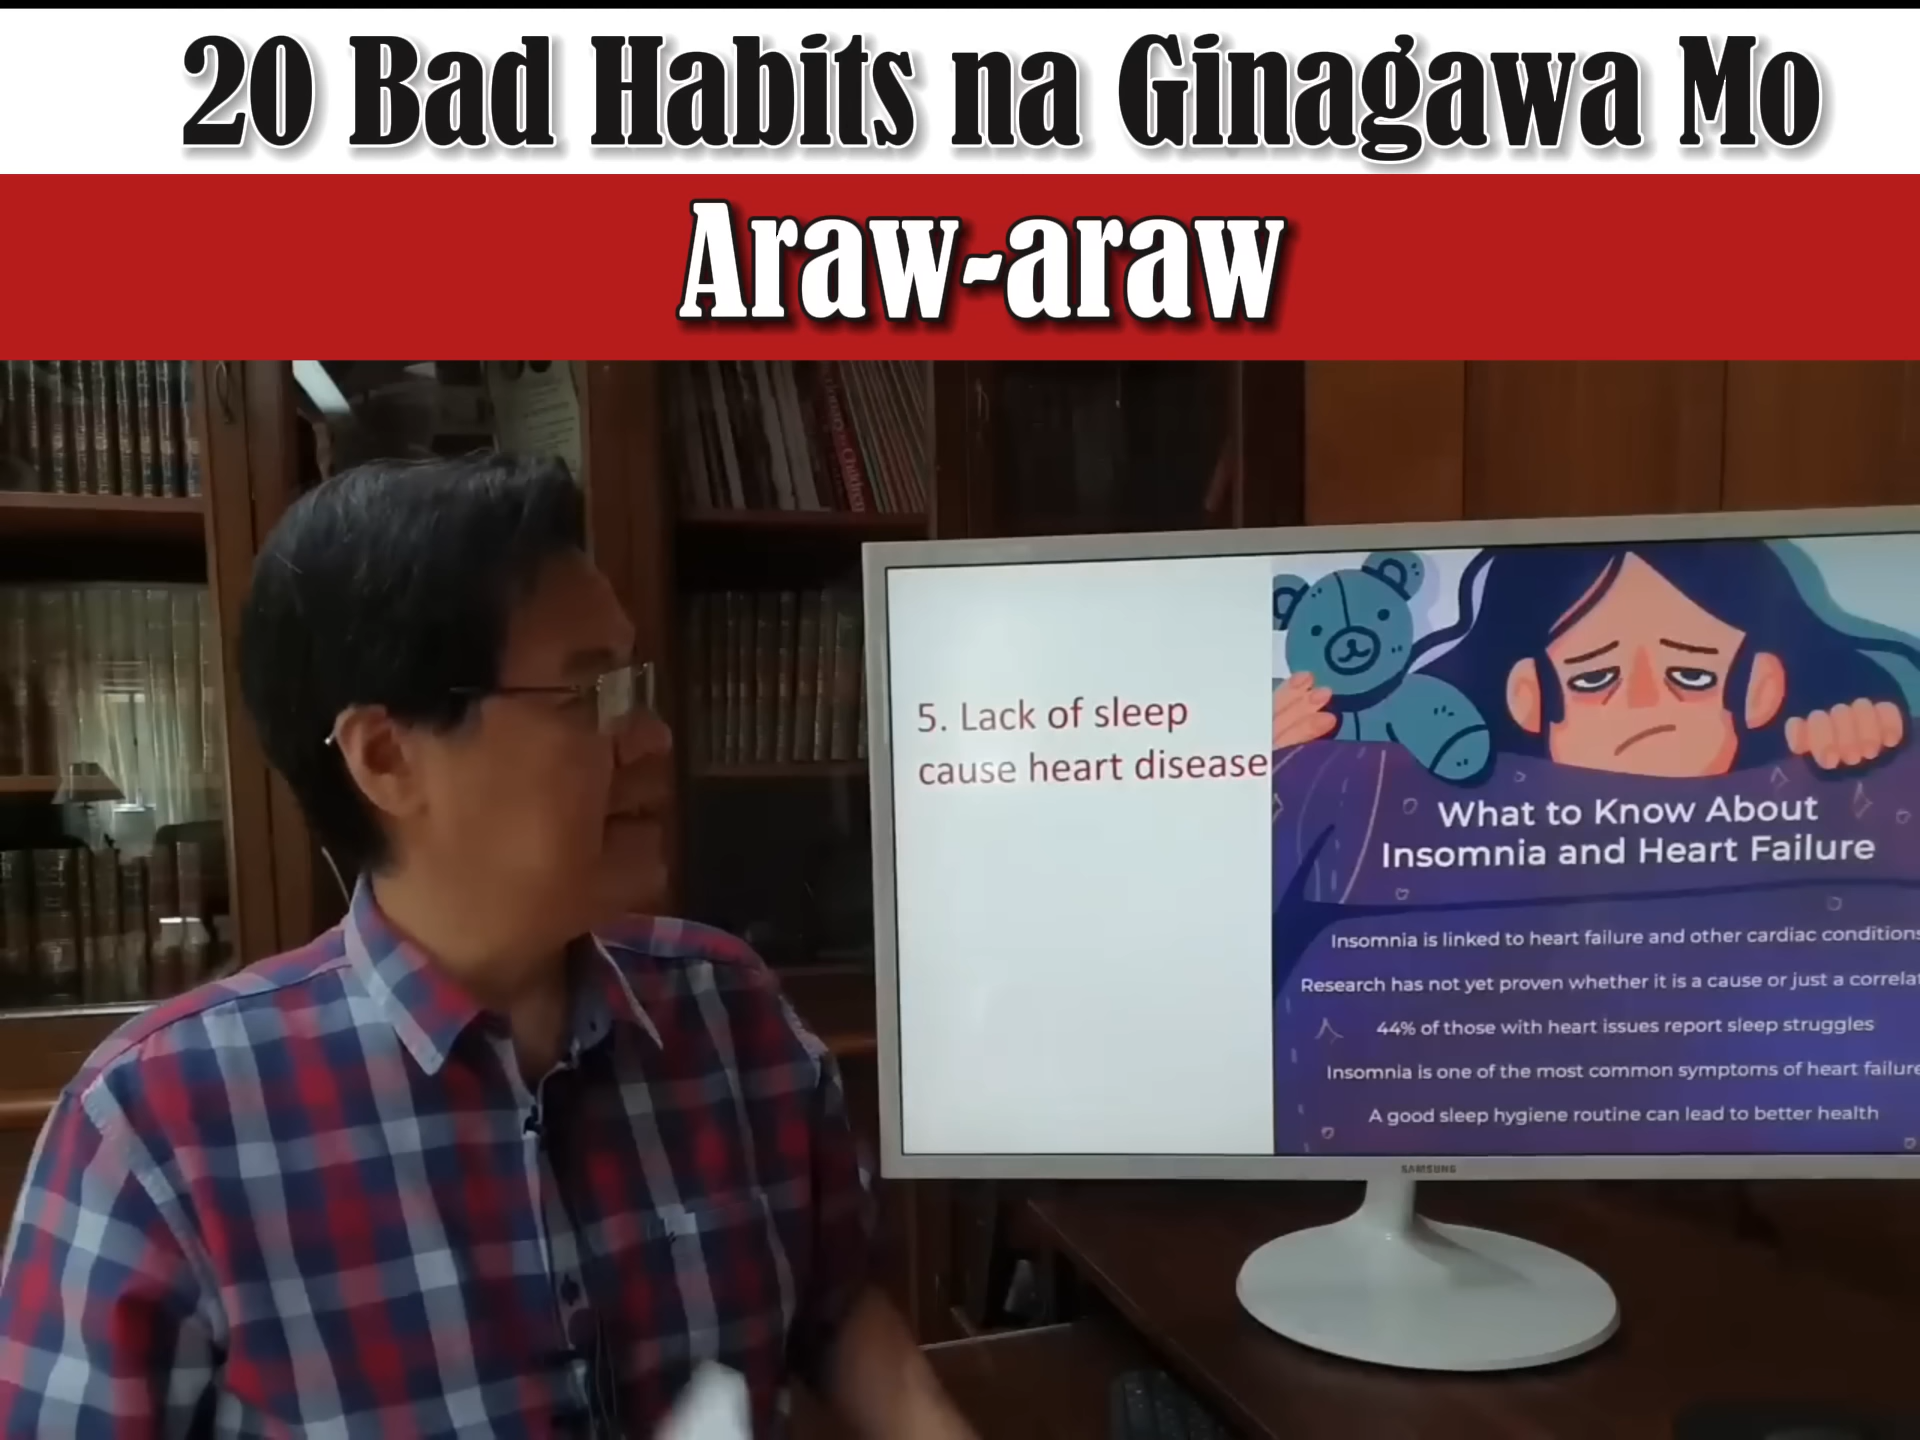 20 Bad Habits na Ginagawa Mo
Araw-araw
5. Lack of sleep
cause heart disease
What to Know About
Insomnia and Heart Failure
Insomnia is linked to heart failure and other cardiac conditions
Research has not yet proven whether it is a cause or just a
44% of those with heart issues report sleep struggles
Insomnia is one of the most common symptoms of heart failure
A good sleep hygiene routine can lead to better health
SAMSUNG